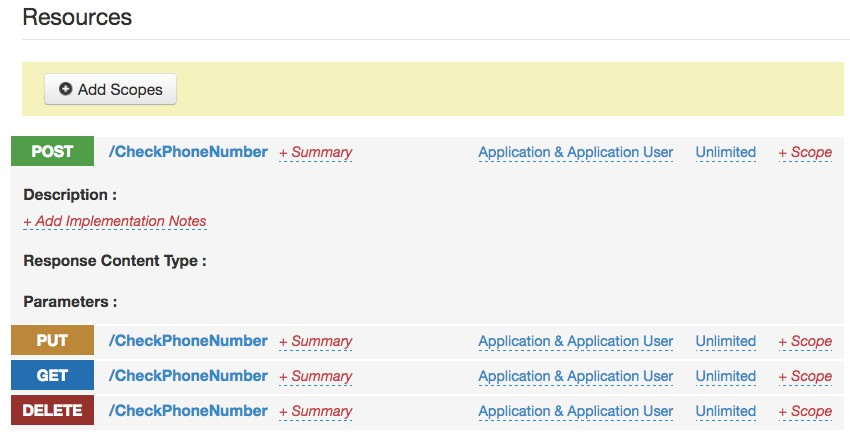 Resources
Add Scopes
POST /CheckPhoneNumber + Summary Application & Application User Unlimited + Scope
Description :
+ Add Implementation Notes
Response Content Type :
Parameters :
PUT /CheckPhoneNumber + Summary Application & Application User Unlimited + Scope
GET /CheckPhoneNumber + Summary Application & Application User Unlimited + Scope
DELETE /CheckPhoneNumber + Summary Application & Application User Unlimited + Scope